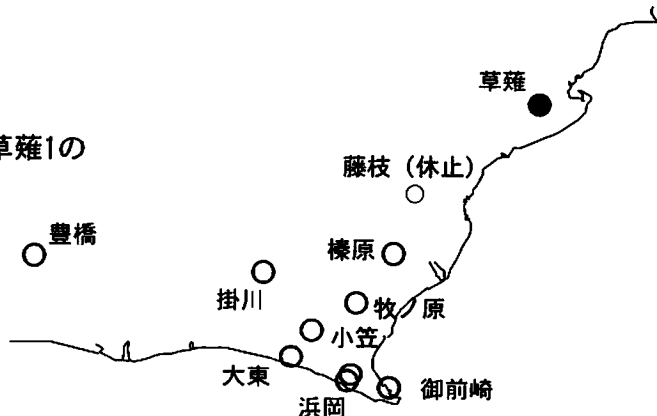 草薙
草薙1の
藤枝（休止）
豊橋
榛原
掛川
牧ノ原
小笠
大東
御前崎
浜岡